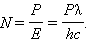 N = P/E = Pλ/hc.